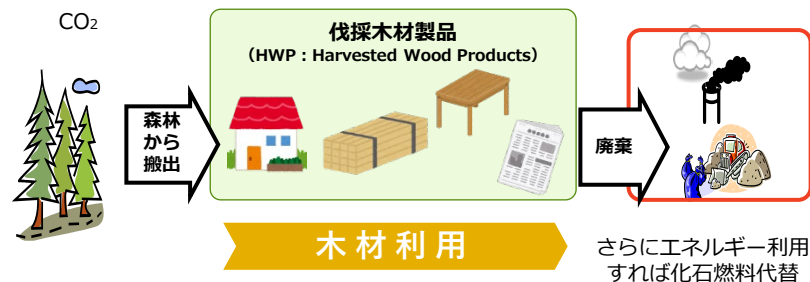 CO₂
伐採木材製品
（HWP：Harvested Wood Products）
森林
から
搬出
廃棄
木材利用
さらにエネルギー利用
すれば化石燃料代替